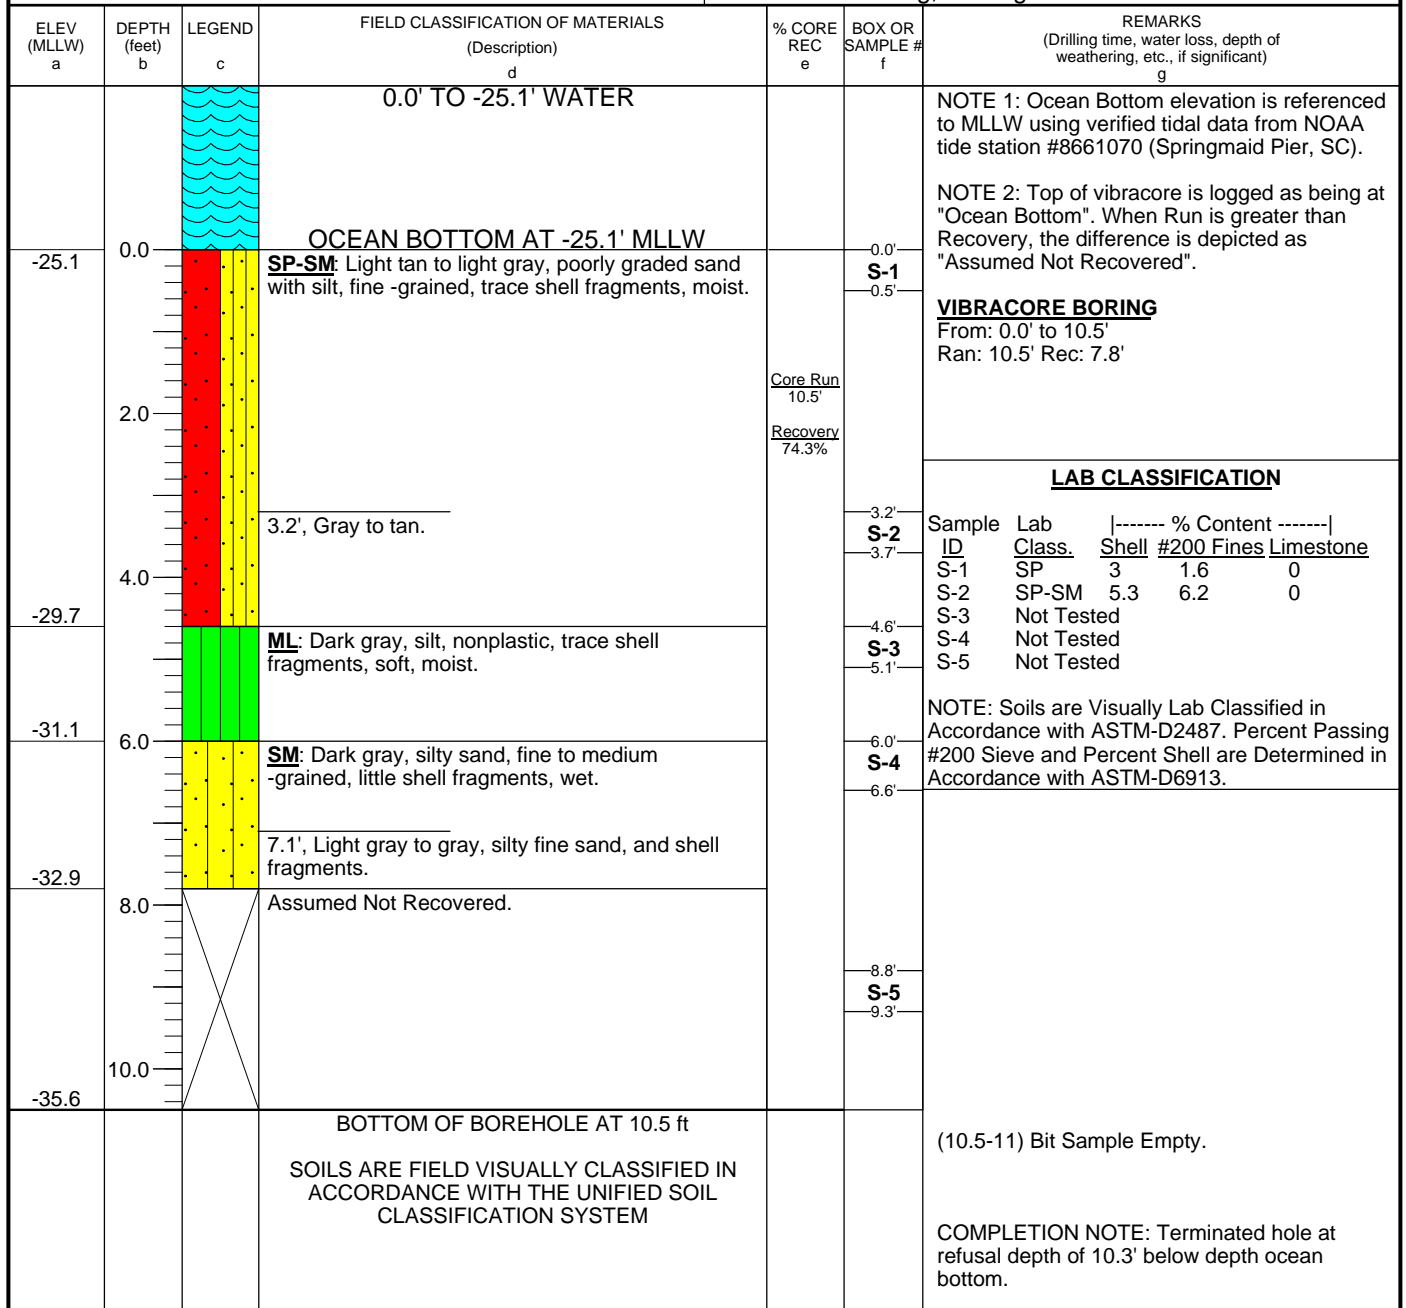 ELEV (MLLW) a
DEPTH (feet) b
LEGEND c
FIELD CLASSIFICATION OF MATERIALS
(Description)
d
% CORE REC e
BOX OR SAMPLE # f
REMARKS
(Drilling time, water loss, depth of
weathering, etc., if significant)
g
0.0' TO -25.1' WATER
OCEAN BOTTOM AT -25.1' MLLW
-25.1
0.0
SP-SM: Light tan to light gray, poorly graded sand
with silt, fine -grained, trace shell fragments, moist.
0.0'
S-1
0.5'
Core Run
10.5'
Recovery
74.3%
2.0
3.2', Gray to tan.
3.2'
S-2
3.7'
4.0
-29.7
ML: Dark gray, silt, nonplastic, trace shell
fragments, soft, moist.
4.6'
S-3
5.1'
-31.1
6.0
SM: Dark gray, silty sand, fine to medium
-grained, little shell fragments, wet.
6.0'
S-4
6.6'
7.1', Light gray to gray, silty fine sand, and shell
fragments.
-32.9
8.0
Assumed Not Recovered.
8.8'
S-5
9.3'
10.0
-35.6
BOTTOM OF BOREHOLE AT 10.5 ft
SOILS ARE FIELD VISUALLY CLASSIFIED IN
ACCORDANCE WITH THE UNIFIED SOIL
CLASSIFICATION SYSTEM
NOTE 1: Ocean Bottom elevation is referenced
to MLLW using verified tidal data from NOAA
tide station #8661070 (Springmaid Pier, SC).
NOTE 2: Top of vibracore is logged as being at
"Ocean Bottom". When Run is greater than
Recovery, the difference is depicted as
"Assumed Not Recovered".
VIBRACORE BORING
From: 0.0' to 10.5'
Ran: 10.5' Rec: 7.8'
LAB CLASSIFICATION
Sample Lab |------- % Content -------|
ID Class. Shell #200 Fines Limestone
S-1 SP 3 1.6 0
S-2 SP-SM 5.3 6.2 0
S-3 Not Tested
S-4 Not Tested
S-5 Not Tested
NOTE: Soils are Visually Lab Classified in
Accordance with ASTM-D2487. Percent Passing
#200 Sieve and Percent Shell are Determined in
Accordance with ASTM-D6913.
(10.5-11) Bit Sample Empty.
COMPLETION NOTE: Terminated hole at
refusal depth of 10.3' below depth ocean
bottom.